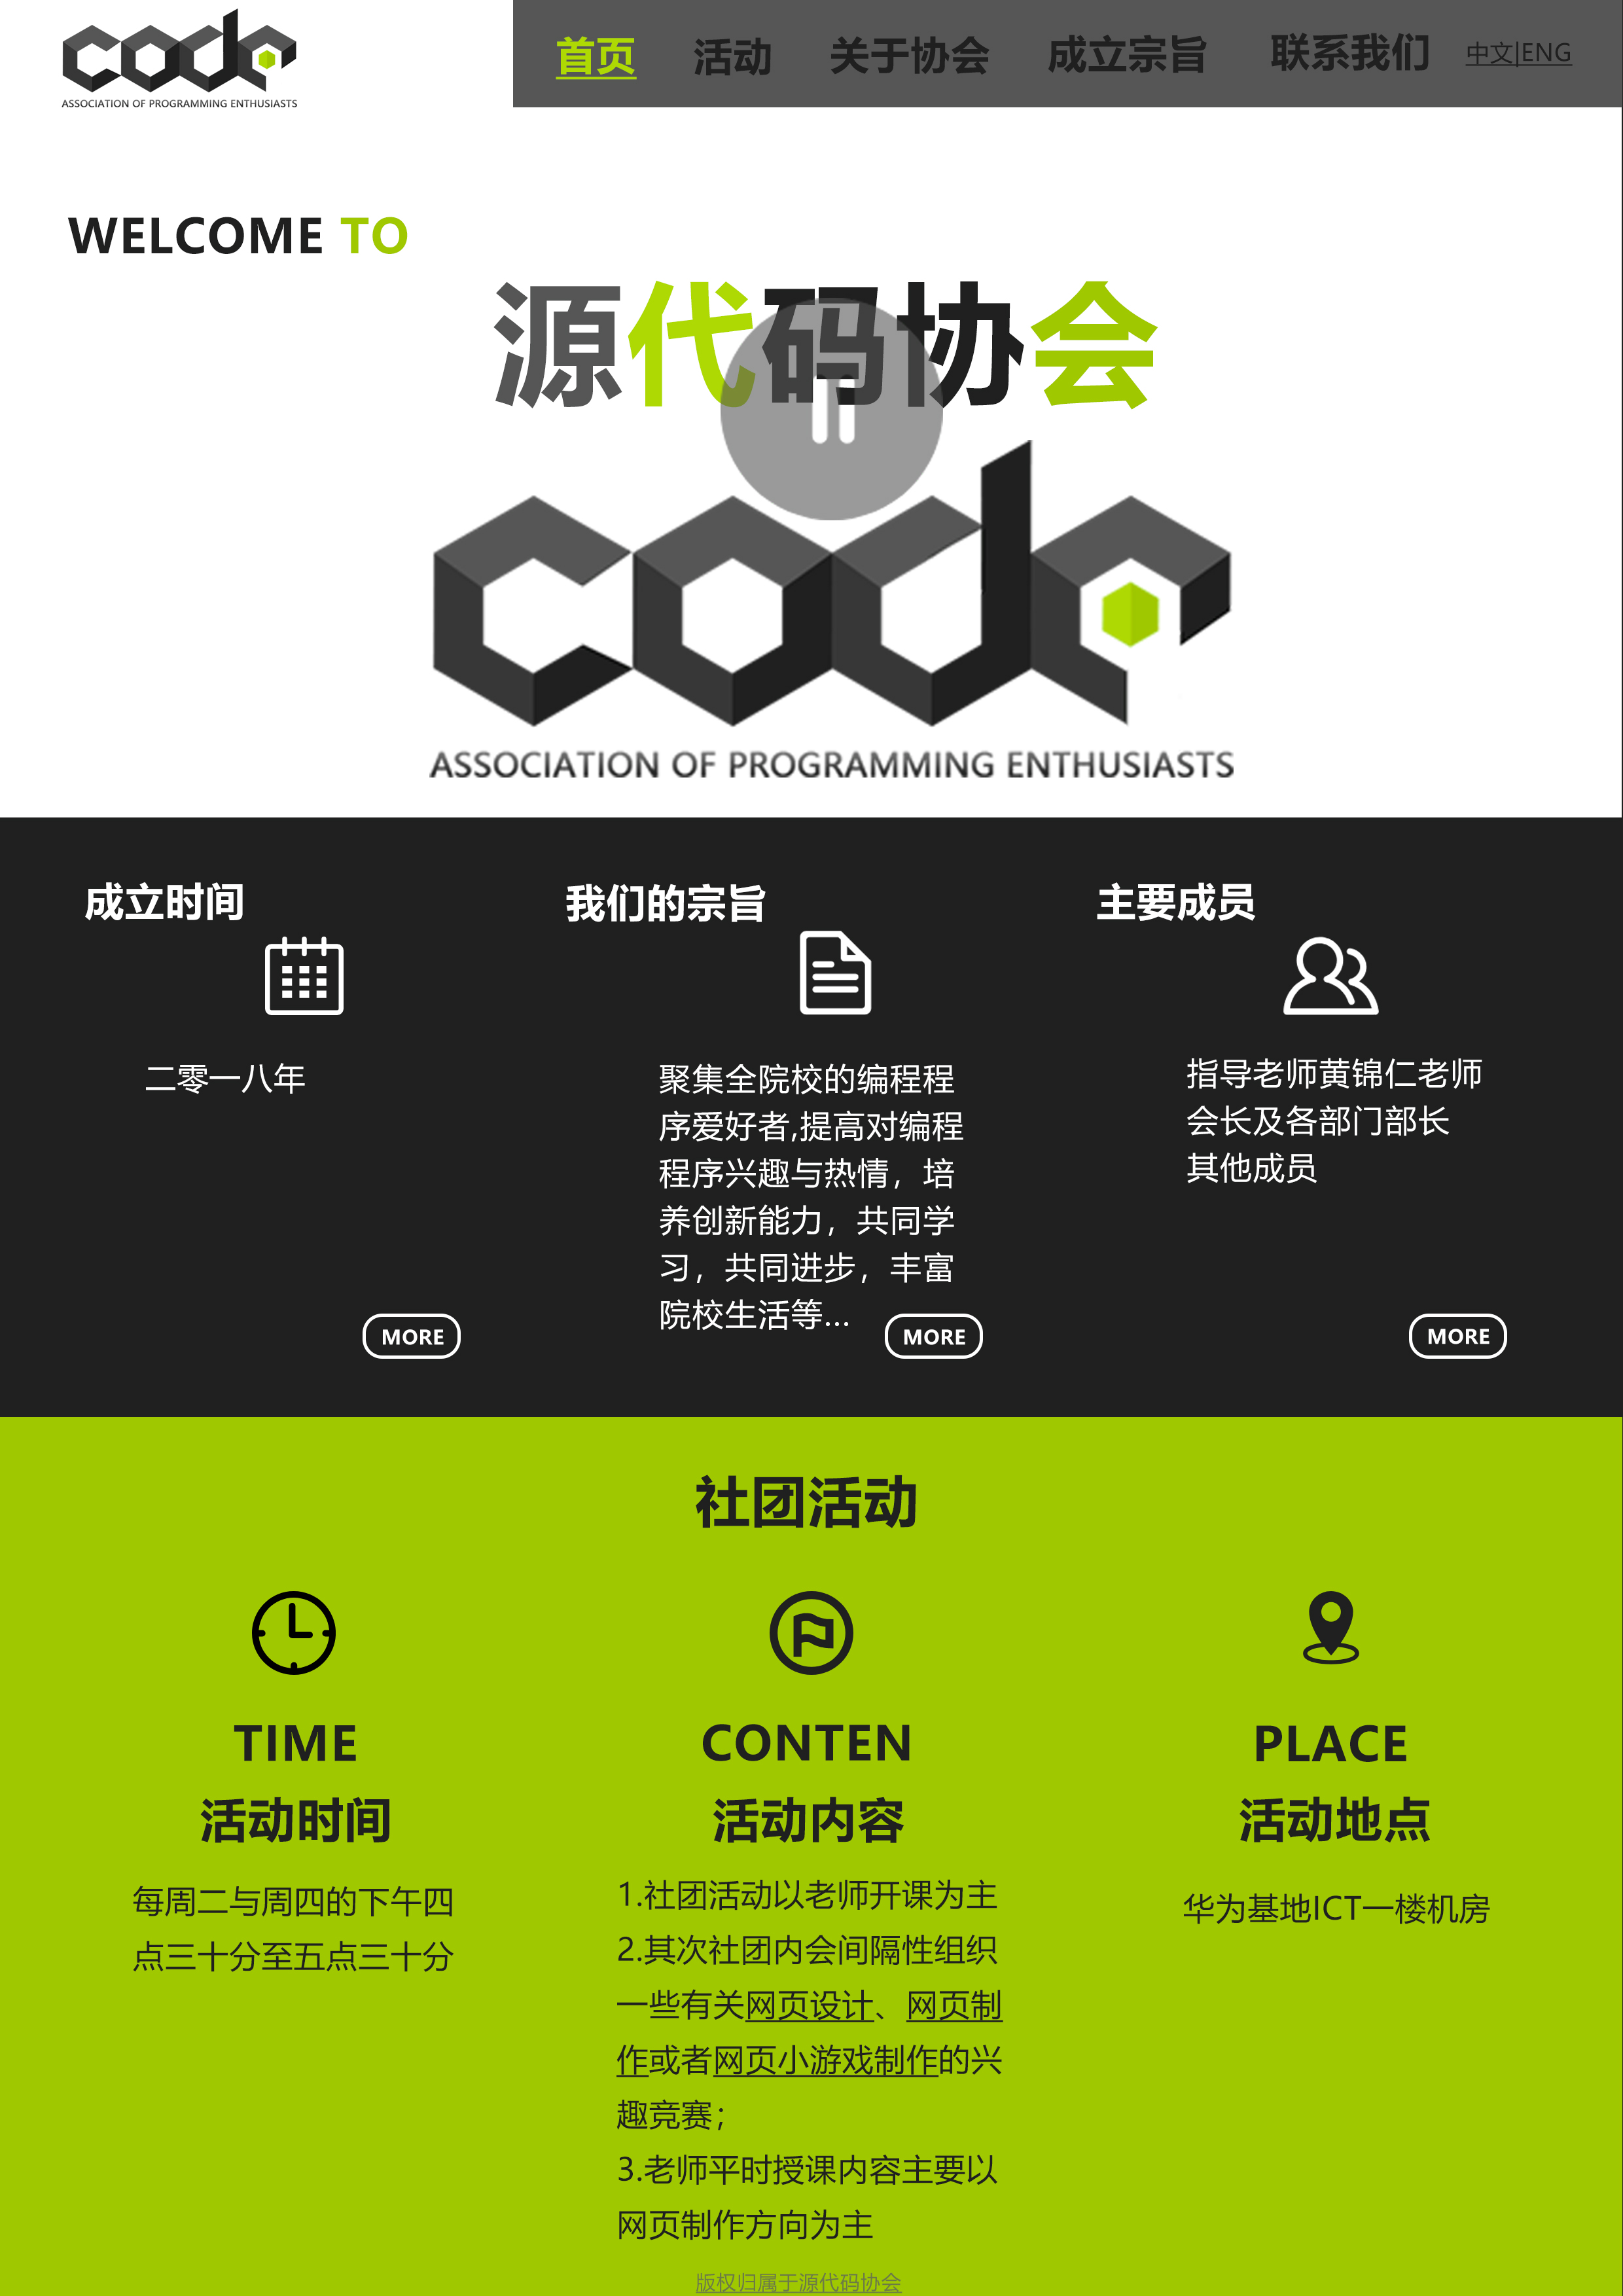 code
ASSOCIATION OF PROGRAMMING ENTHUSIASTS
首页 活动 关于协会 成立宗旨 联系我们 中文|ENG
WELCOME TO
源代码协会
code
ASSOCIATION OF PROGRAMMING ENTHUSIASTS
成立时间
二零一八年
MORE
我们的宗旨
聚集全院校的编程程
序爱好者,提高对编程
程序兴趣与热情，培
养创新能力，共同学
习，共同进步，丰富
院校生活等...
MORE
主要成员
指导老师黄锦仁老师
会长及各部门部长
其他成员
MORE
社团活动
TIME
活动时间
每周二与周四的下午四
点三十分至五点三十分
CONTEN
活动内容
1.社团活动以老师开课为主
2.其次社团内会间隔性组织
一些有关网页设计、网页制
作或者网页小游戏制作的兴
趣竞赛；
3.老师平时授课内容主要以
网页制作方向为主
PLACE
活动地点
华为基地ICT一楼机房
版权归属于源代码协会